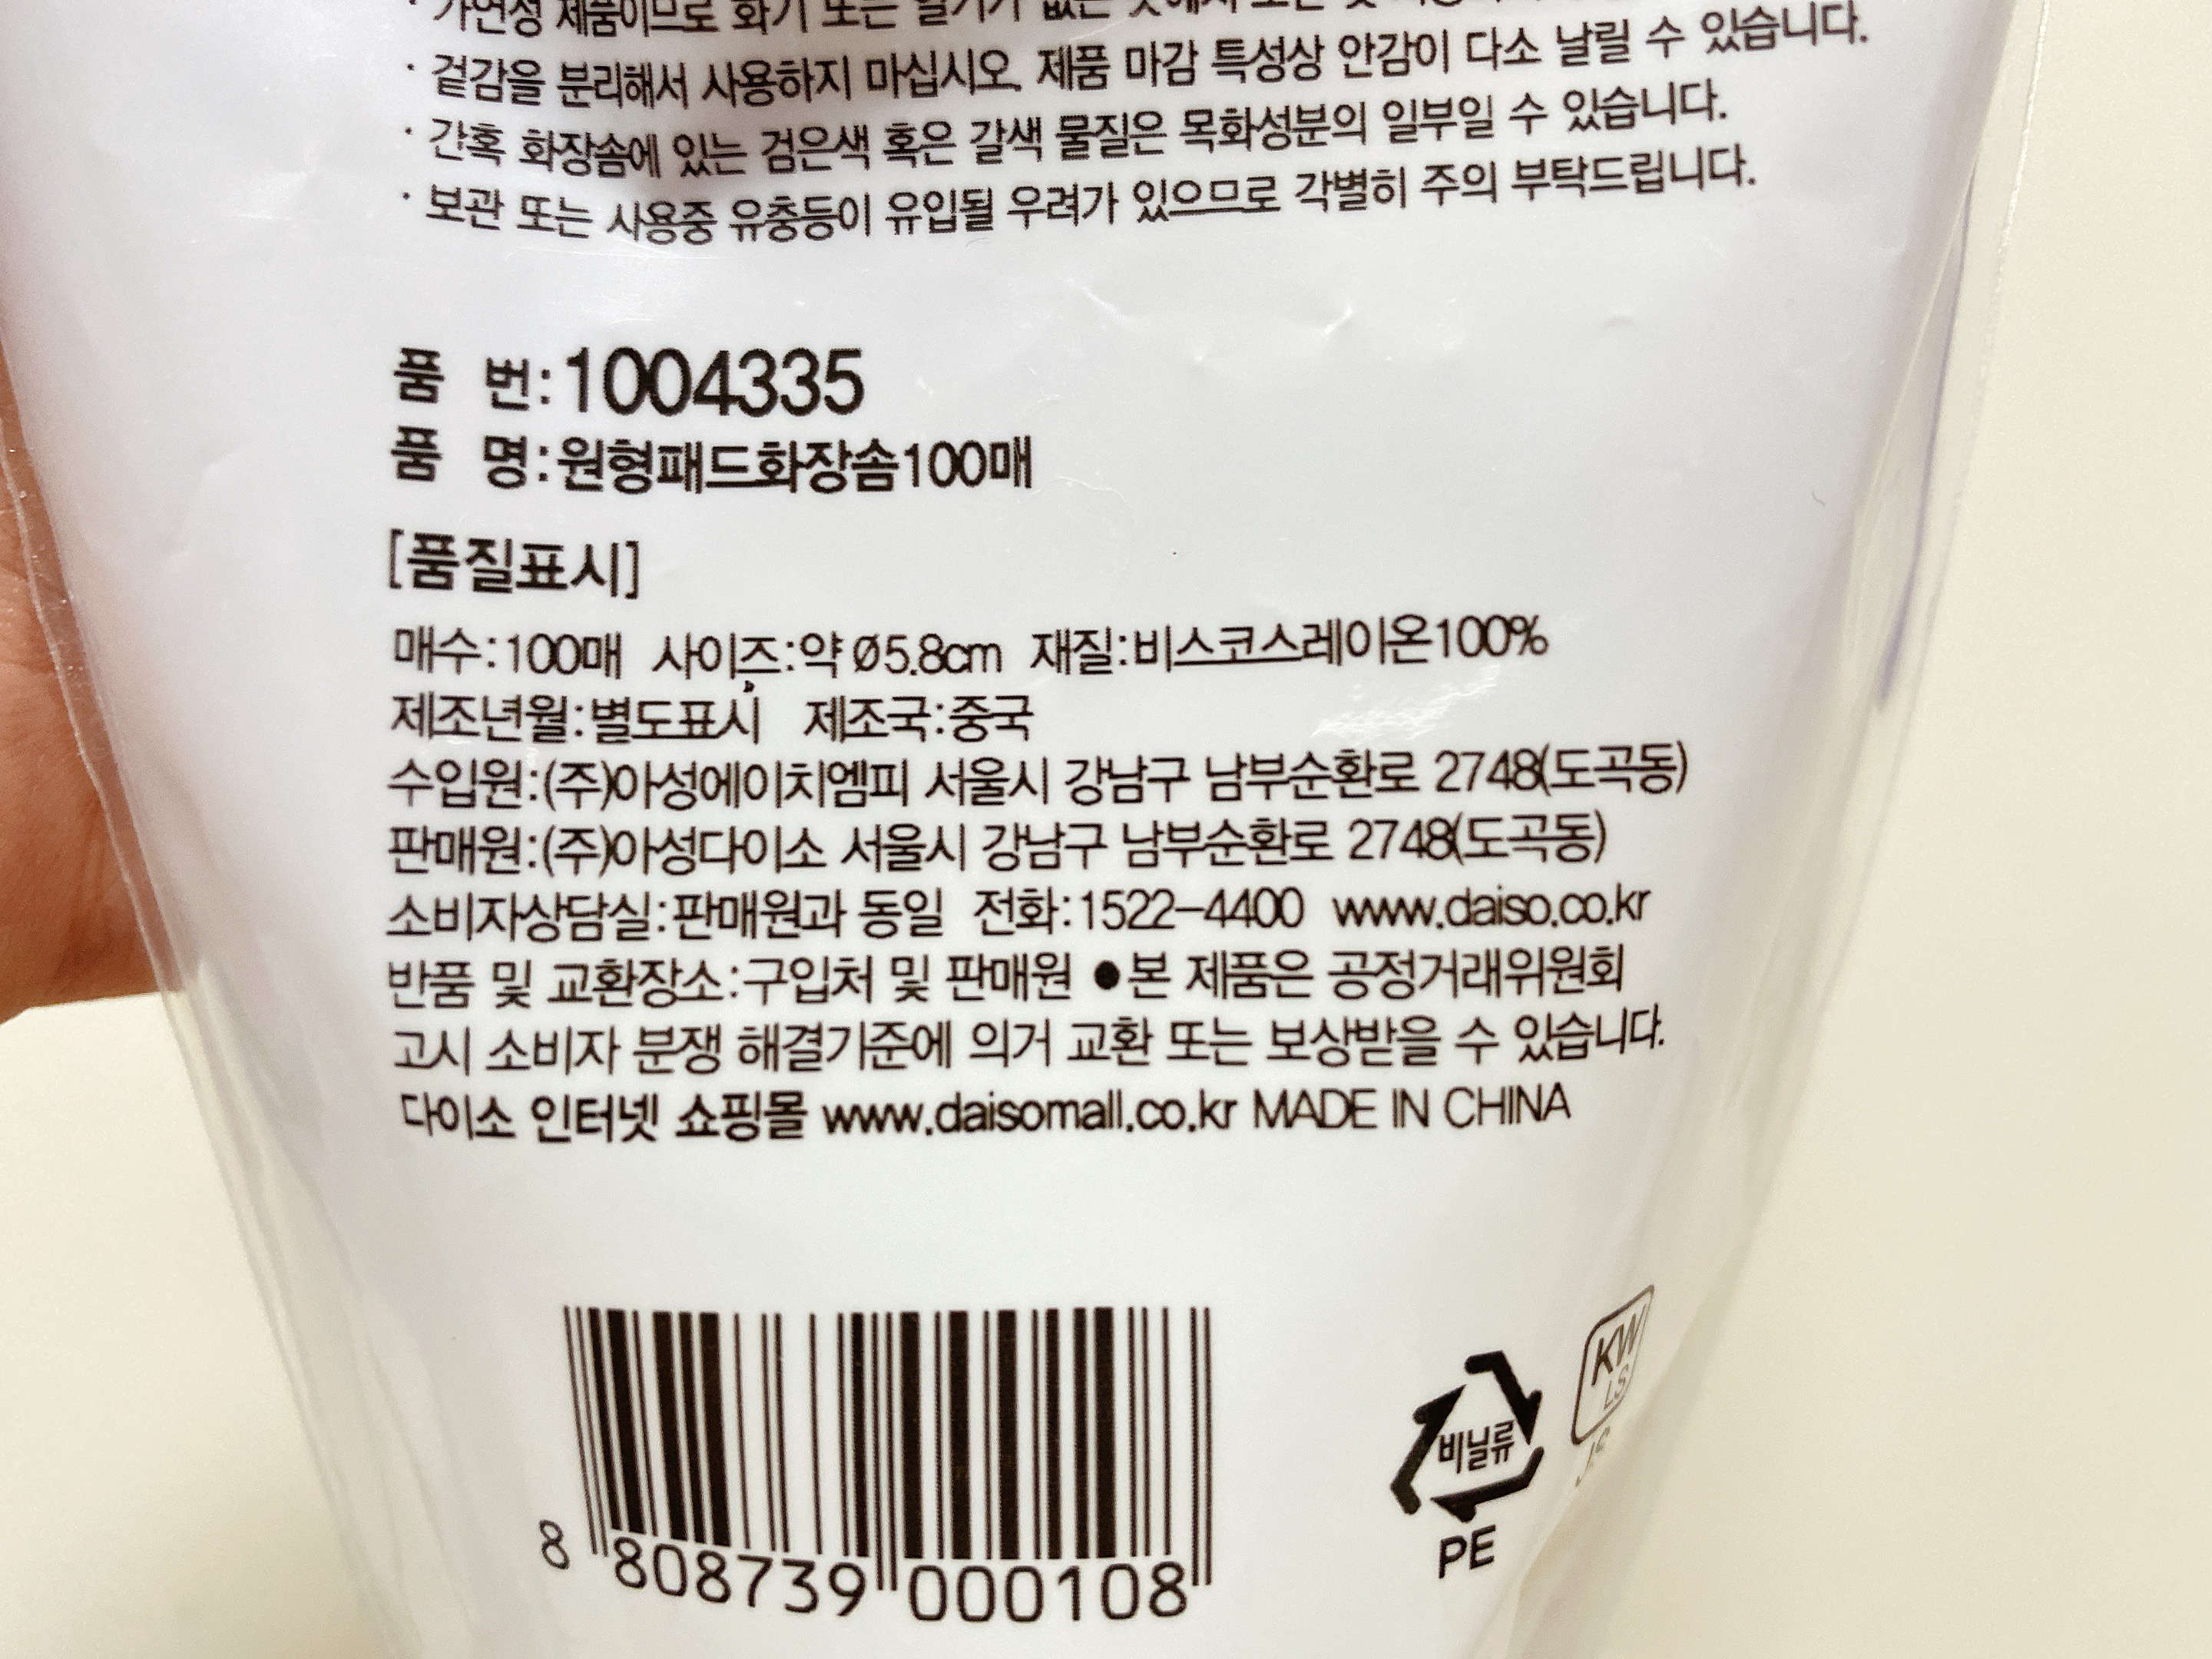 · 가연성 제품이므로 화기 또는
· 겉감을 분리해서 사용하지 마십시오. 제품 마감 특성상 안감이 다소 날릴 수 있습니다.
· 간혹 화장솜에 있는 검은색 혹은 갈색 물질은 목화성분의 일부일 수 있습니다.
· 보관 또는 사용중 유충등이 유입될 우려가 있으므로 각별히 주의 부탁드립니다.
품 번:1004335
품 명:원형패드화장솜100매
[품질표시]
매수:100매 사이즈:약 Ø5.8cm 재질:비스코스레이온100%
제조년월:별도표시 제조국:중국
수입원:(주)아성에이치엠피 서울시 강남구 남부순환로 2748(도곡동)
판매원:(주)아성다이소 서울시 강남구 남부순환로 2748(도곡동)
소비자상담실:판매원과 동일 전화:1522-4400 www.daiso.co.kr
반품 및 교환장소:구입처 및 판매원 ●본 제품은 공정거래위원회
고시 소비자 분쟁 해결기준에 의거 교환 또는 보상받을 수 있습니다.
다이소 인터넷 쇼핑몰 www.daisomall.co.kr MADE IN CHINA
KW
LS
비닐류
PE
8 808739 000108